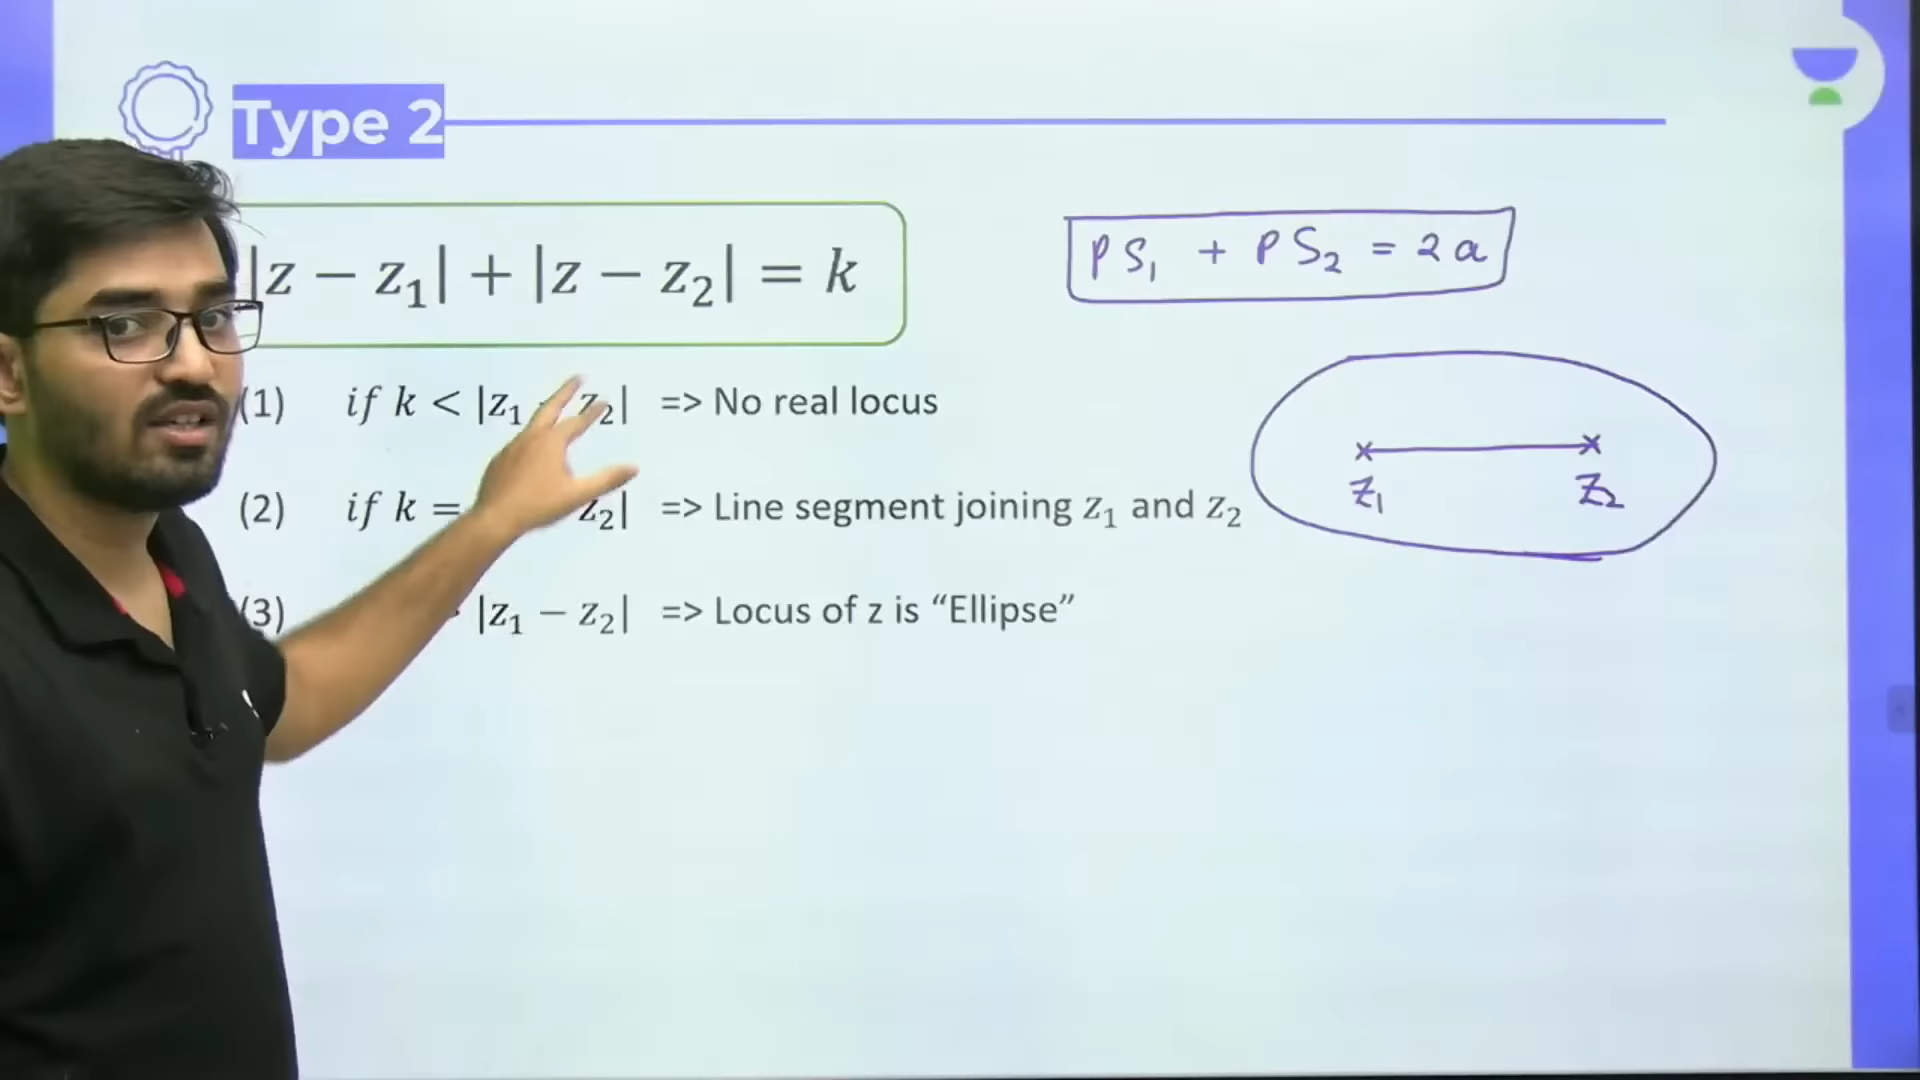 Type 2
|z − z₁| + |z − z₂| = k
PS₁ + PS₂ = 2a
(1) if k < |z₁ z₂| => No real locus
(2) if k = z₂| => Line segment joining z₁ and z₂
(3) |z₁ − z₂| => Locus of z is “Ellipse”
z₁ z₂